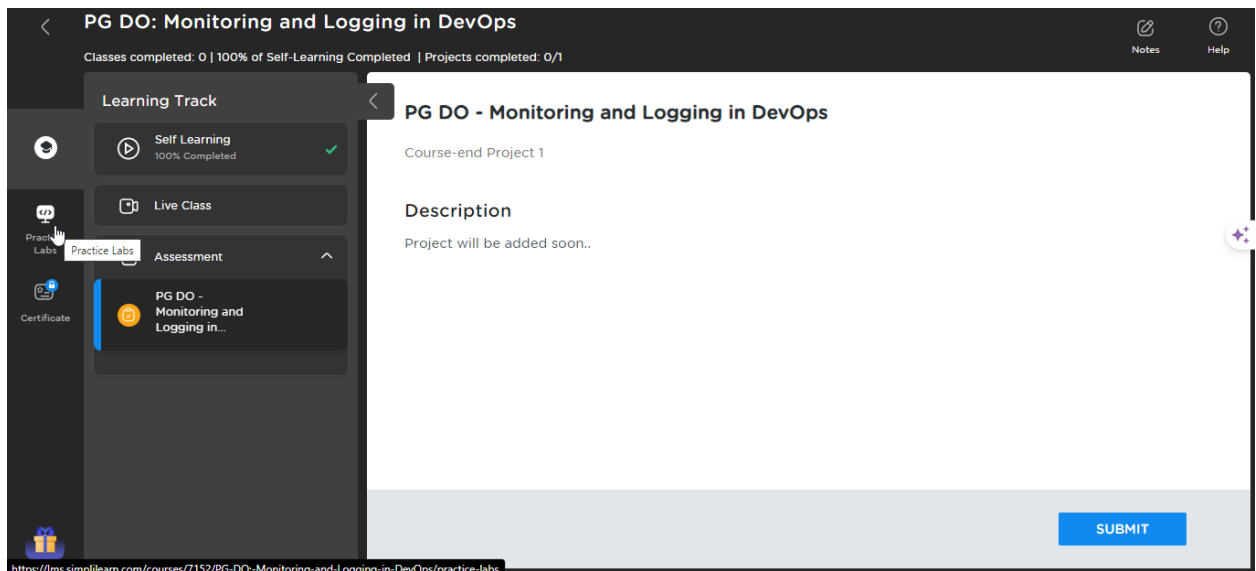 PG DO: Monitoring and Logging in DevOps
Classes completed: 0 | 100% of Self-Learning Completed | Projects completed: 0/1
Notes
Help
Learning Track
Self Learning
100% Completed
Live Class
Practice Labs
Labs
Assessment
PG DO -
Monitoring and
Logging in...
Certificate
PG DO - Monitoring and Logging in DevOps
Course-end Project 1
Description
Project will be added soon..
SUBMIT
https://lms.simplilearn.com/courses/7152/PG-DO:-Monitoring-and-Logging-in-DevOps/practice-labs